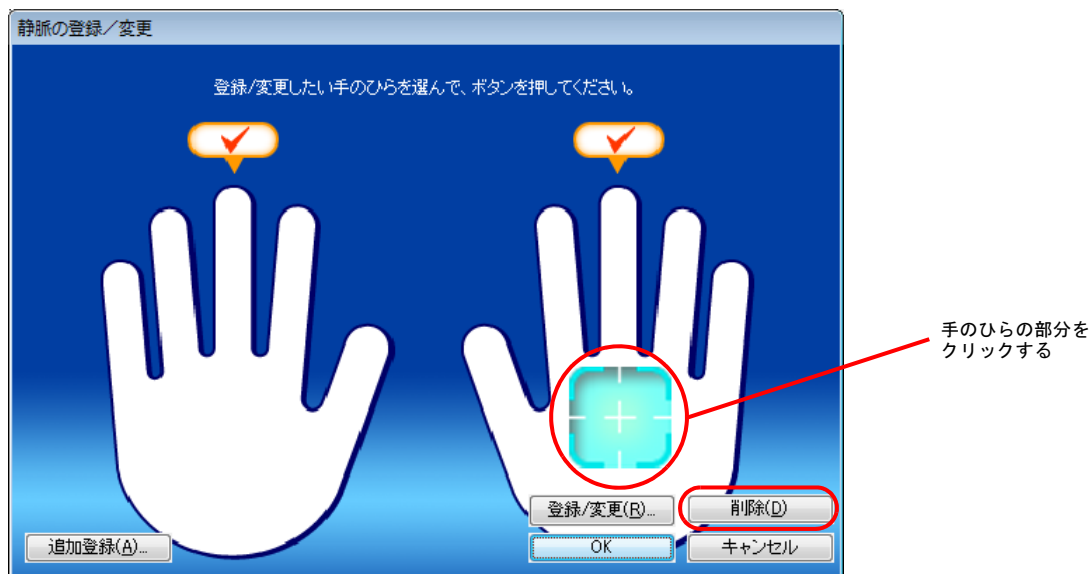 静脈の登録／変更
登録/変更したい手のひらを選んで、ボタンを押してください。
手のひらの部分を
クリックする
登録/変更(R)...
削除(D)
追加登録(A)...
OK
キャンセル